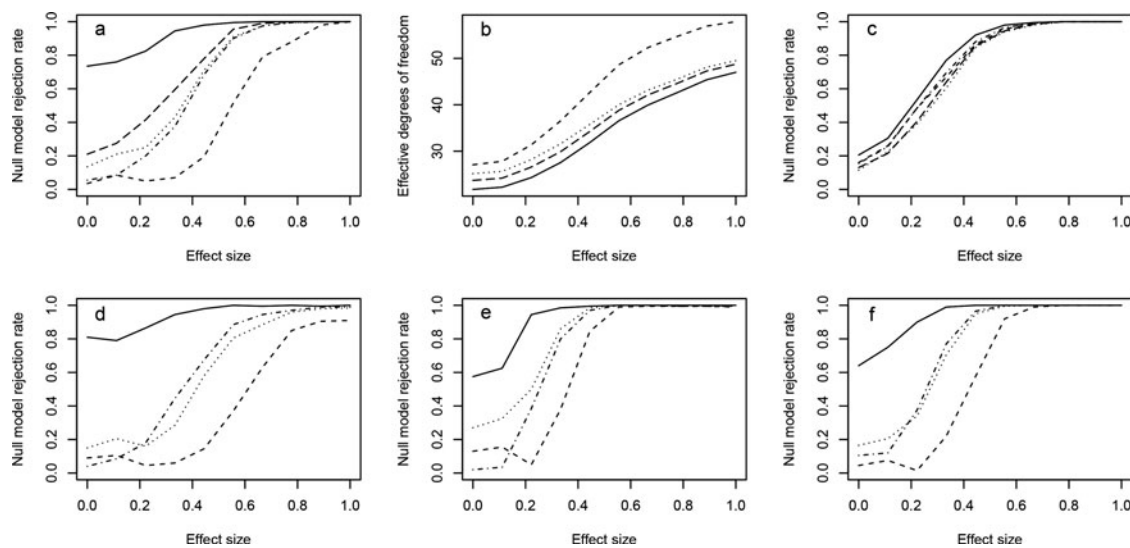 a
Null model rejection rate
0.0 0.2 0.4 0.6 0.8 1.0
0.0 0.2 0.4 0.6 0.8 1.0
Effect size
b
Effective degrees of freedom
30 40 50
0.0 0.2 0.4 0.6 0.8 1.0
Effect size
c
Null model rejection rate
0.0 0.2 0.4 0.6 0.8 1.0
0.0 0.2 0.4 0.6 0.8 1.0
Effect size
d
Null model rejection rate
0.0 0.2 0.4 0.6 0.8 1.0
0.0 0.2 0.4 0.6 0.8 1.0
Effect size
e
Null model rejection rate
0.0 0.2 0.4 0.6 0.8 1.0
0.0 0.2 0.4 0.6 0.8 1.0
Effect size
f
Null model rejection rate
0.0 0.2 0.4 0.6 0.8 1.0
0.0 0.2 0.4 0.6 0.8 1.0
Effect size